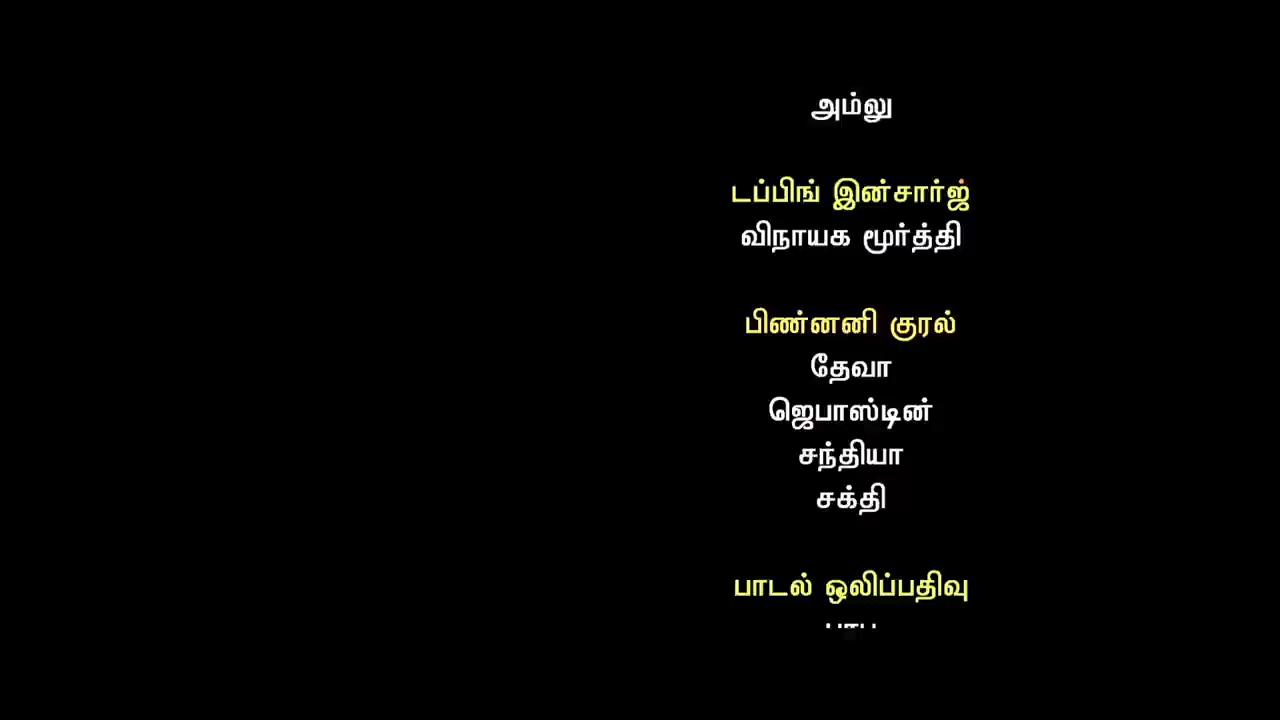 அம்லு
டப்பிங் இன்சார்ஜ்
விநாயக மூர்த்தி
பிண்னனி குரல்
தேவா
ஜெபாஸ்டின்
சந்தியா
சக்தி
பாடல் ஒலிப்பதிவு